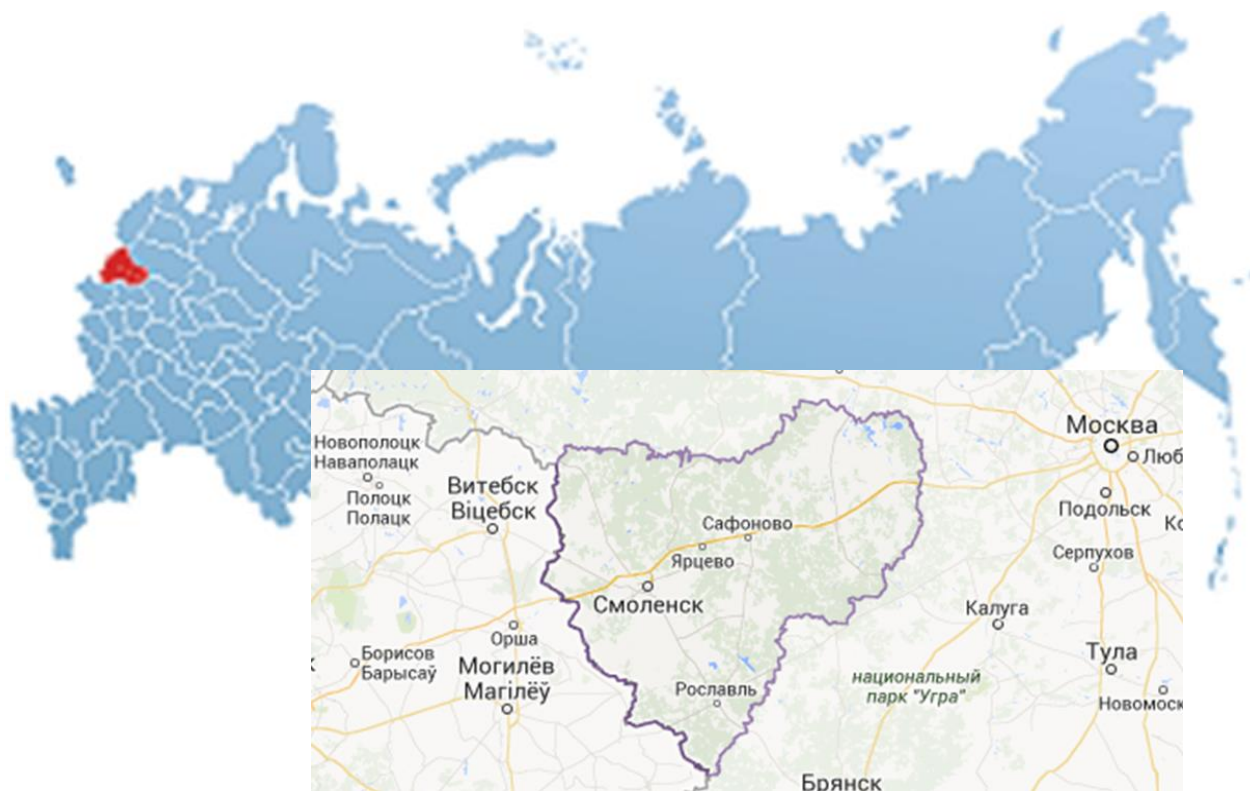 Москва
Люб
Новополоцк
Наваполацк
Полоцк
Полацк
Витебск
Віцебск
Подольск
Сафоново
Серпухов
Ярцево
Смоленск
Калуга
Орша
Борисов
Барысаў
Могилёв
Магілёў
Тула
национальный
парк "Угра"
Рославль
Новомоск
Брянск